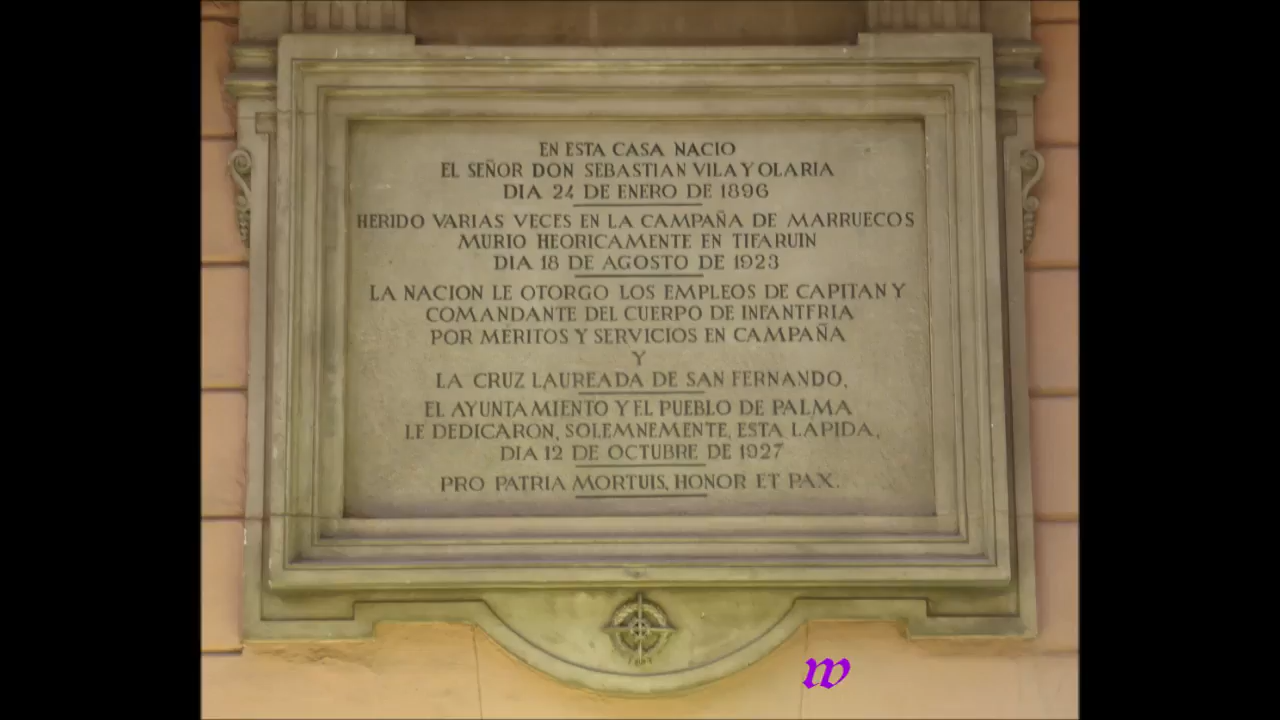 EN ESTA CASA NACIO
EL SEÑOR DON SEBASTIAN VILA Y OLARIA
DIA 24 DE ENERO DE 1896
HERIDO VARIAS VECES EN LA CAMPAÑA DE MARRUECOS
MURIO HEORICAMENTE EN TIFARUIN
DIA 18 DE AGOSTO DE 1923
LA NACION LE OTORGO LOS EMPLEOS DE CAPITAN Y
COMANDANTE DEL CUERPO DE INFANTERIA
POR MÉRITOS Y SERVICIOS EN CAMPAÑA
Y
LA CRUZ LAUREADA DE SAN FERNANDO,
EL AYUNTAMIENTO Y EL PUEBLO DE PALMA
LE DEDICARON, SOLEMNEMENTE, ESTA LÁPIDA,
DIA 12 DE OCTUBRE DE 1927
PRO PATRIA MORTUIS, HONOR ET PAX.
w